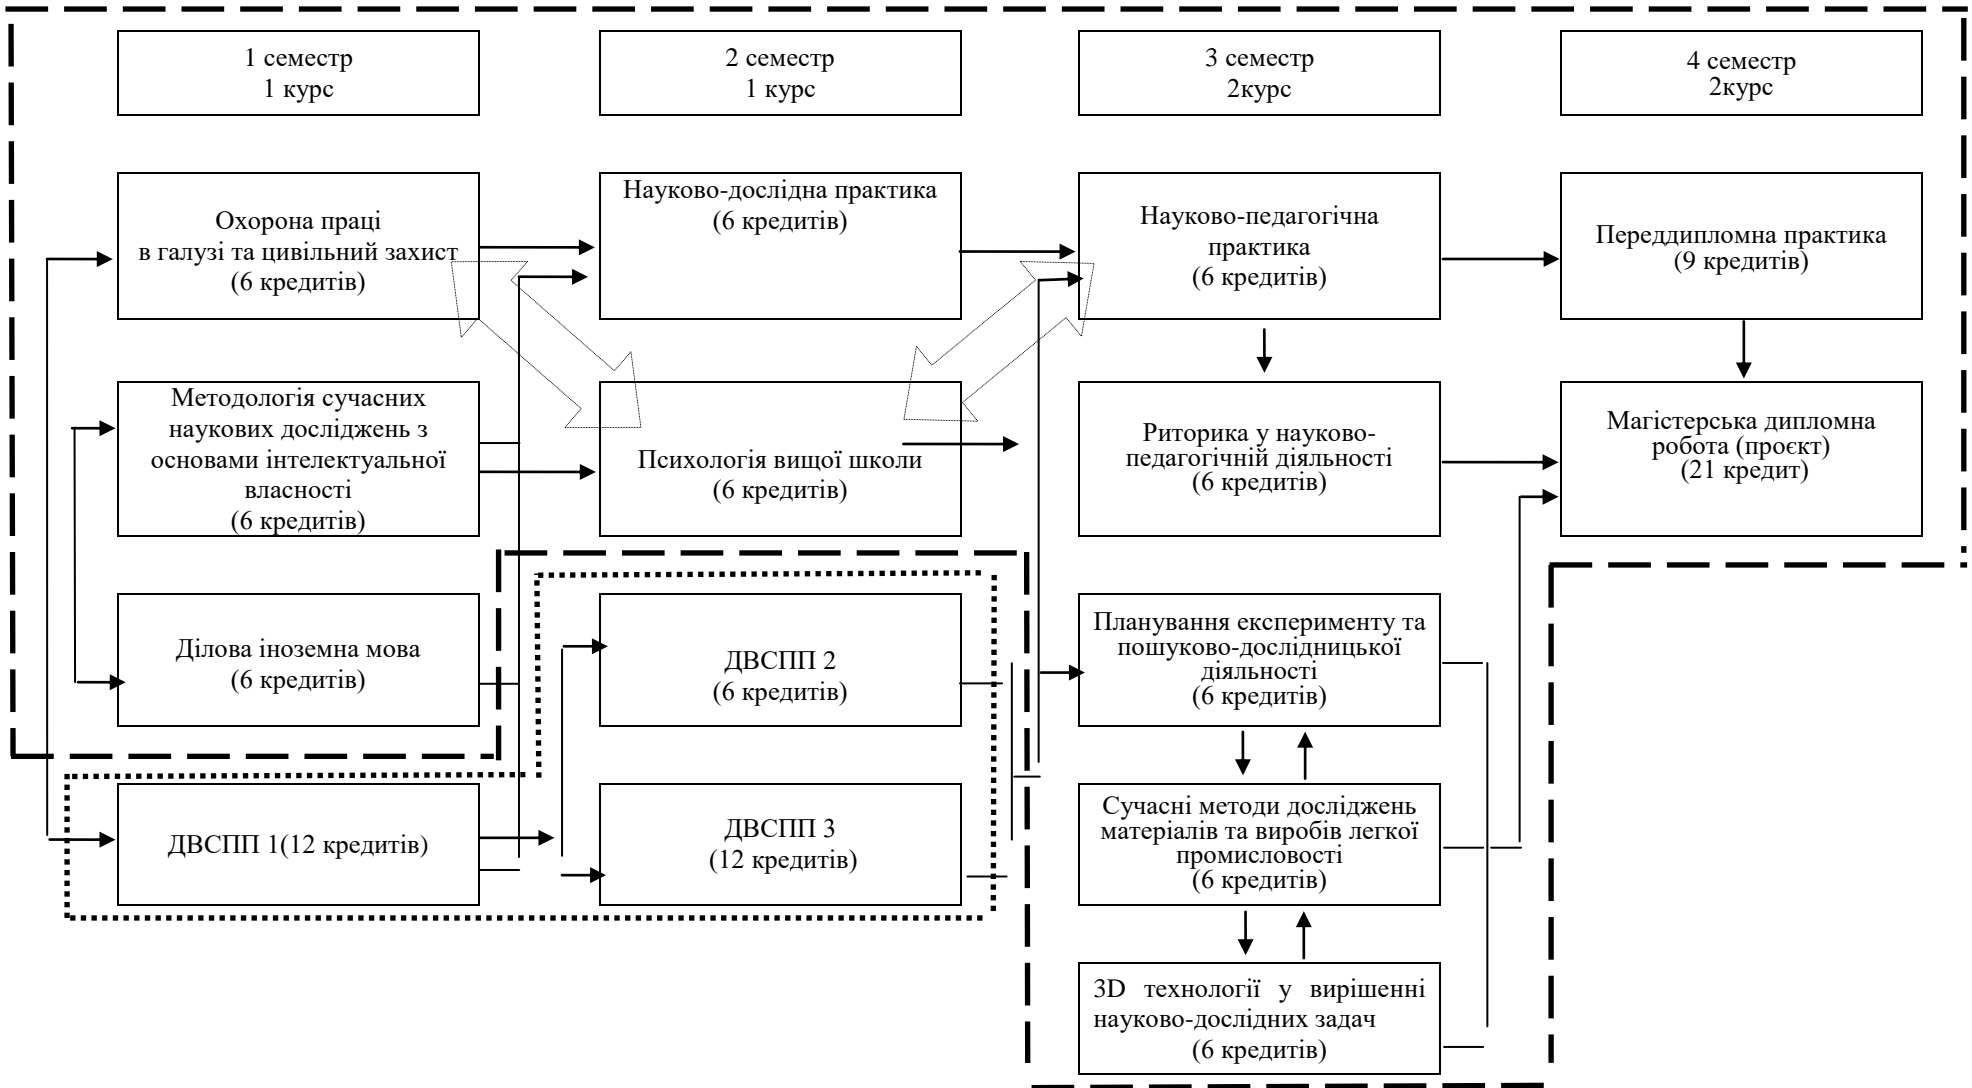 1 семестр
1 курс
2 семестр
1 курс
3 семестр
2курс
4 семестр
2курс
Охорона праці
в галузі та цивільний захист
(6 кредитів)
Науково-дослідна практика
(6 кредитів)
Науково-педагогічна
практика
(6 кредитів)
Переддипломна практика
(9 кредитів)
Методологія сучасних
наукових досліджень з
основами інтелектуальної
власності
(6 кредитів)
Психологія вищої школи
(6 кредитів)
Риторика у науково-
педагогічній діяльності
(6 кредитів)
Магістерська дипломна
робота (проєкт)
(21 кредит)
Ділова іноземна мова
(6 кредитів)
ДВСПП 2
(6 кредитів)
Планування експерименту та
пошуково-дослідницької
діяльності
(6 кредитів)
ДВСПП 1(12 кредитів)
ДВСПП 3
(12 кредитів)
Сучасні методи досліджень
матеріалів та виробів легкої
промисловості
(6 кредитів)
3D технології у вирішенні
науково-дослідних задач
(6 кредитів)